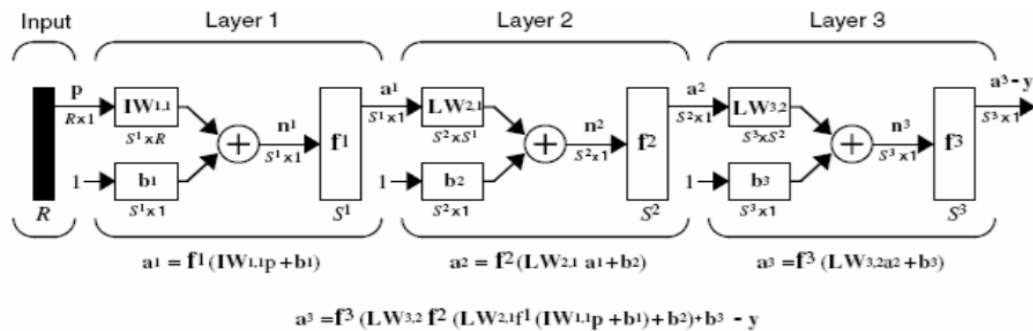 Input Layer 1 Layer 2 Layer 3
p a¹ a² a³ – y
IW1,1 LW2,1 LW3,2
R×1 S¹×1 S²×1 S³×1
S¹×R S²×S¹ S³×S²
n¹ n² n³
+ f¹ + f² + f³
S¹×1 S²×1 S³×1
1 b1 1 b2 1 b3
R S¹×1 S¹ S²×1 S² S³×1 S³
a¹ = f¹ (IW1,1p +b1) a2 = f² (LW2,1 a1+b2) a3 =f³ (LW3,2a2 +b3)
a³ =f³ (LW3,2 f² (LW2,1f¹ (IW1,1p + b1) + b2)+b3 – y